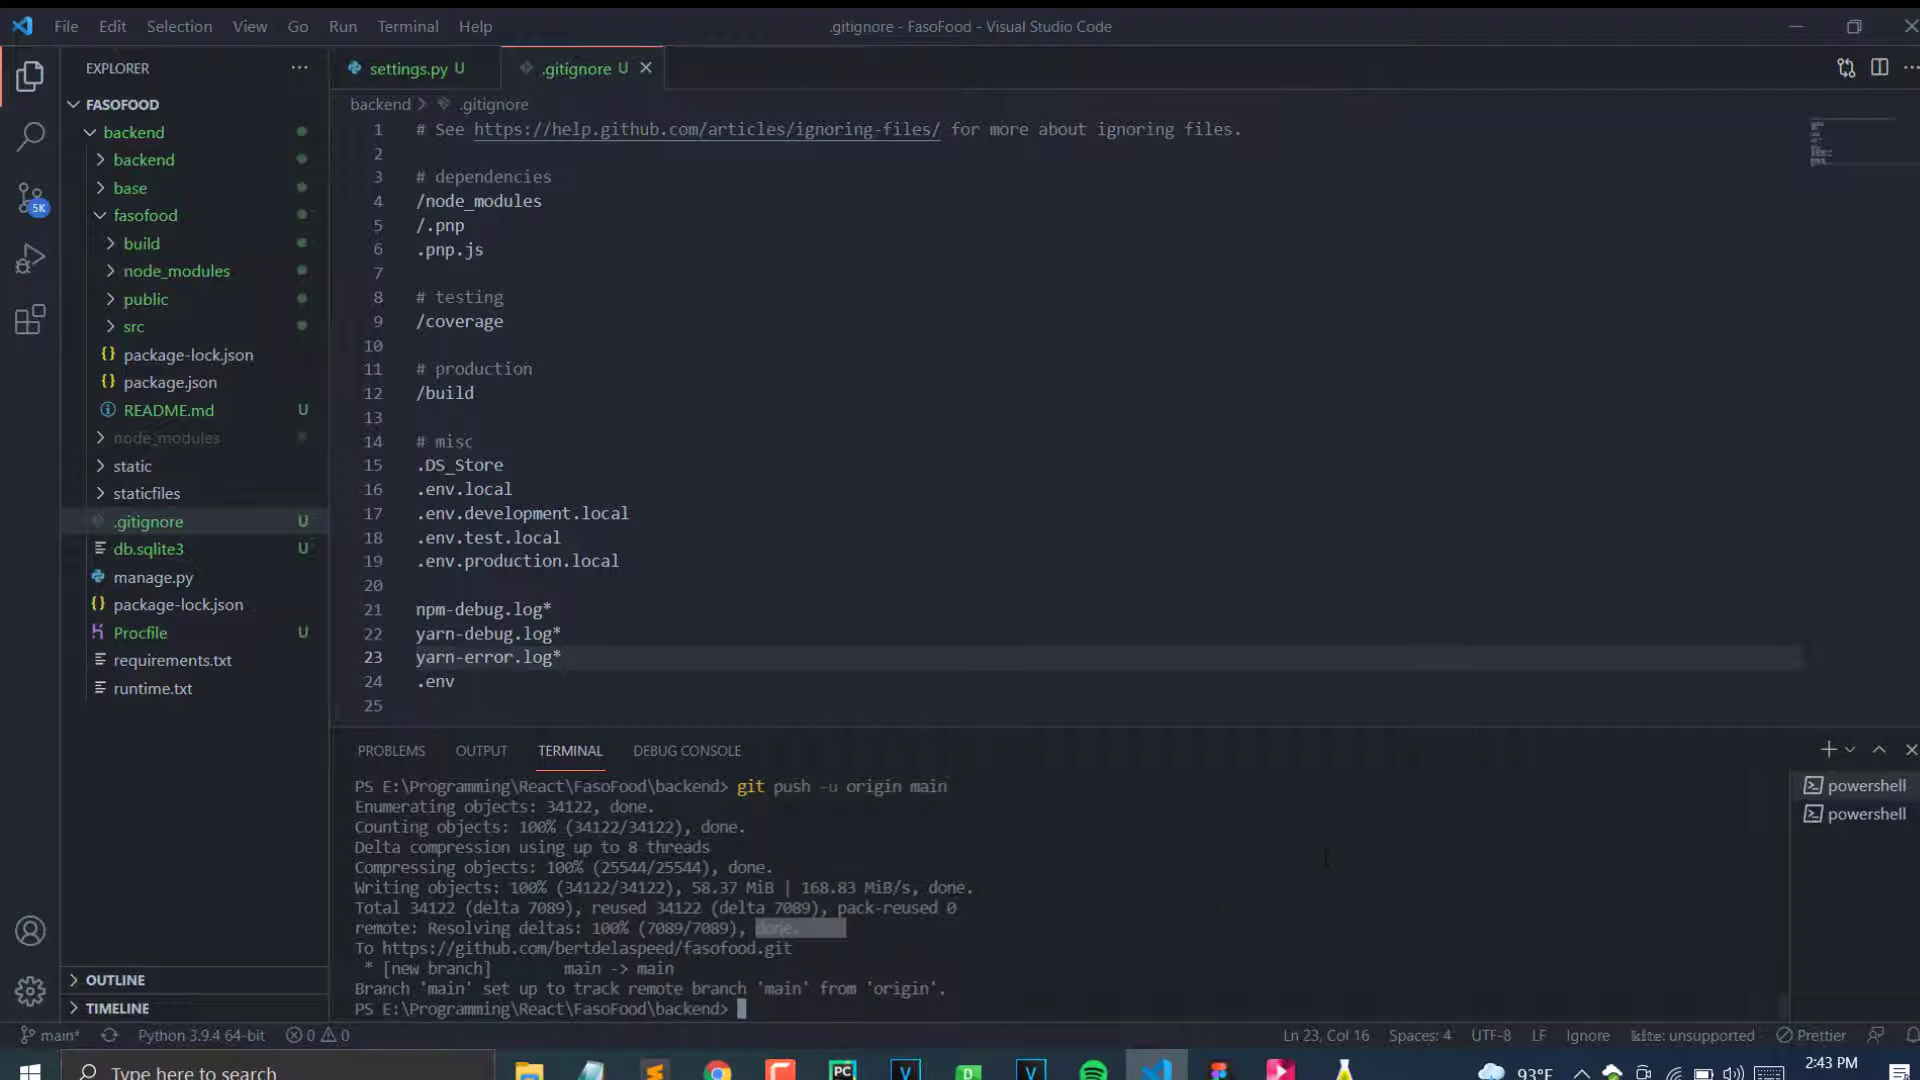 File Edit Selection View Go Run Terminal Help
.gitignore - FasoFood - Visual Studio Code
EXPLORER
settings.py U
.gitignore U
FASOFOOD
backend > .gitignore
backend
backend
base
fasofood
build
node_modules
public
src
package-lock.json
package.json
README.md U
node_modules
static
staticfiles
.gitignore U
db.sqlite3 U
manage.py
package-lock.json
Procfile U
requirements.txt
runtime.txt
OUTLINE
TIMELINE
5K
1 # See https://help.github.com/articles/ignoring-files/ for more about ignoring files.
2
3 # dependencies
4 /node_modules
5 /.pnp
6 .pnp.js
7
8 # testing
9 /coverage
10
11 # production
12 /build
13
14 # misc
15 .DS_Store
16 .env.local
17 .env.development.local
18 .env.test.local
19 .env.production.local
20
21 npm-debug.log*
22 yarn-debug.log*
23 yarn-error.log*
24 .env
25
PROBLEMS OUTPUT TERMINAL DEBUG CONSOLE
PS E:\Programming\React\FasoFood\backend> git push -u origin main
Enumerating objects: 34122, done.
Counting objects: 100% (34122/34122), done.
Delta compression using up to 8 threads
Compressing objects: 100% (25544/25544), done.
Writing objects: 100% (34122/34122), 58.37 MiB | 168.83 MiB/s, done.
Total 34122 (delta 7089), reused 34122 (delta 7089), pack-reused 0
remote: Resolving deltas: 100% (7089/7089), done.
To https://github.com/bertdelaspeed/fasofood.git
 * [new branch]        main -> main
Branch 'main' set up to track remote branch 'main' from 'origin'.
PS E:\Programming\React\FasoFood\backend>
powershell
powershell
main* Python 3.9.4 64-bit 0 0
Ln 23, Col 16 Spaces: 4 UTF-8 LF Ignore kite: unsupported Prettier
Type here to search
PC
93°F
2:43 PM